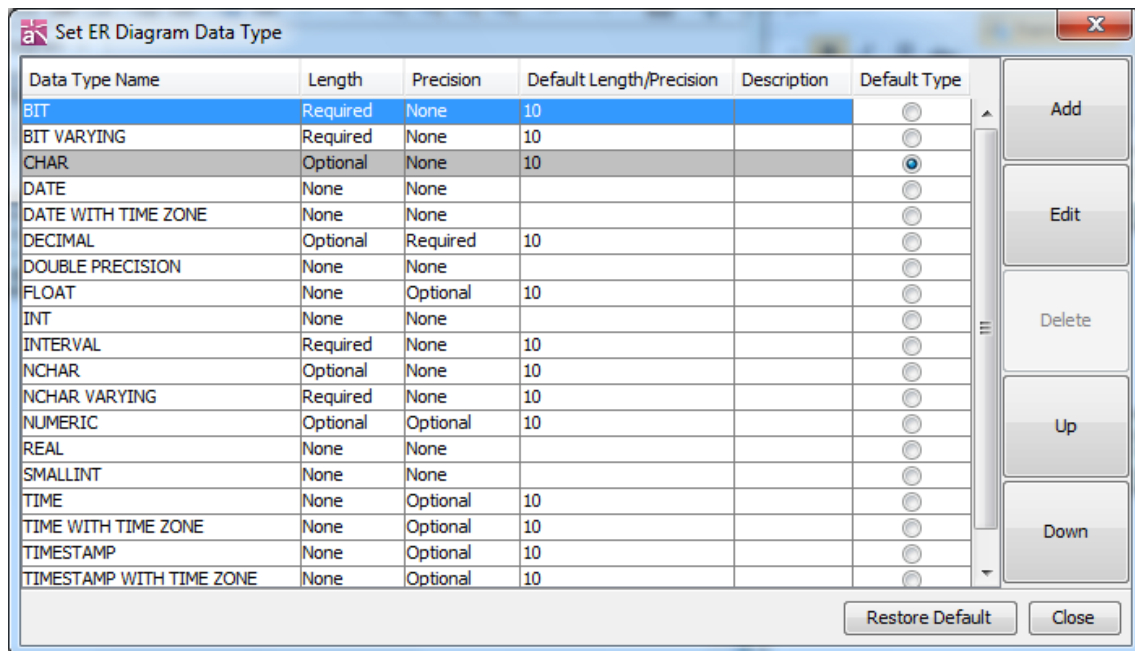 Set ER Diagram Data Type
Data Type Name Length Precision Default Length/Precision Description Default Type
BIT Required None 10
BIT VARYING Required None 10
CHAR Optional None 10
DATE None None
DATE WITH TIME ZONE None None
DECIMAL Optional Required 10
DOUBLE PRECISION None None
FLOAT None Optional 10
INT None None
INTERVAL Required None 10
NCHAR Optional None 10
NCHAR VARYING Required None 10
NUMERIC Optional Optional 10
REAL None None
SMALLINT None None
TIME None Optional 10
TIME WITH TIME ZONE None Optional 10
TIMESTAMP None Optional 10
TIMESTAMP WITH TIME ZONE None Optional 10
Add
Edit
Delete
Up
Down
Restore Default Close